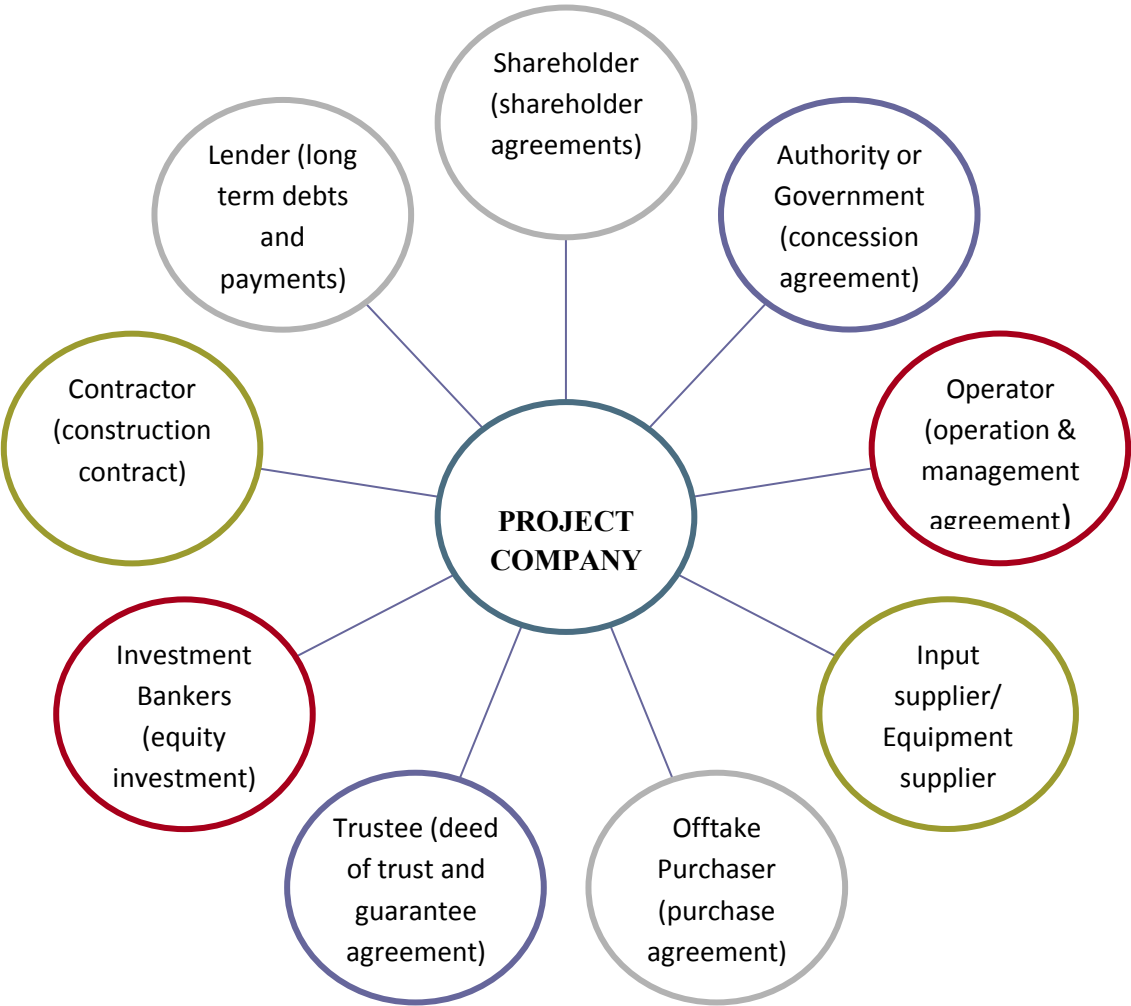 Shareholder
(shareholder
agreements)
Authority or
Government
(concession
agreement)
Operator
(operation &
management
agreement)
Input
supplier/
Equipment
supplier
Offtake
Purchaser
(purchase
agreement)
Trustee (deed
of trust and
guarantee
agreement)
Investment
Bankers
(equity
investment)
Contractor
(construction
contract)
Lender (long
term debts
and
payments)
PROJECT
COMPANY